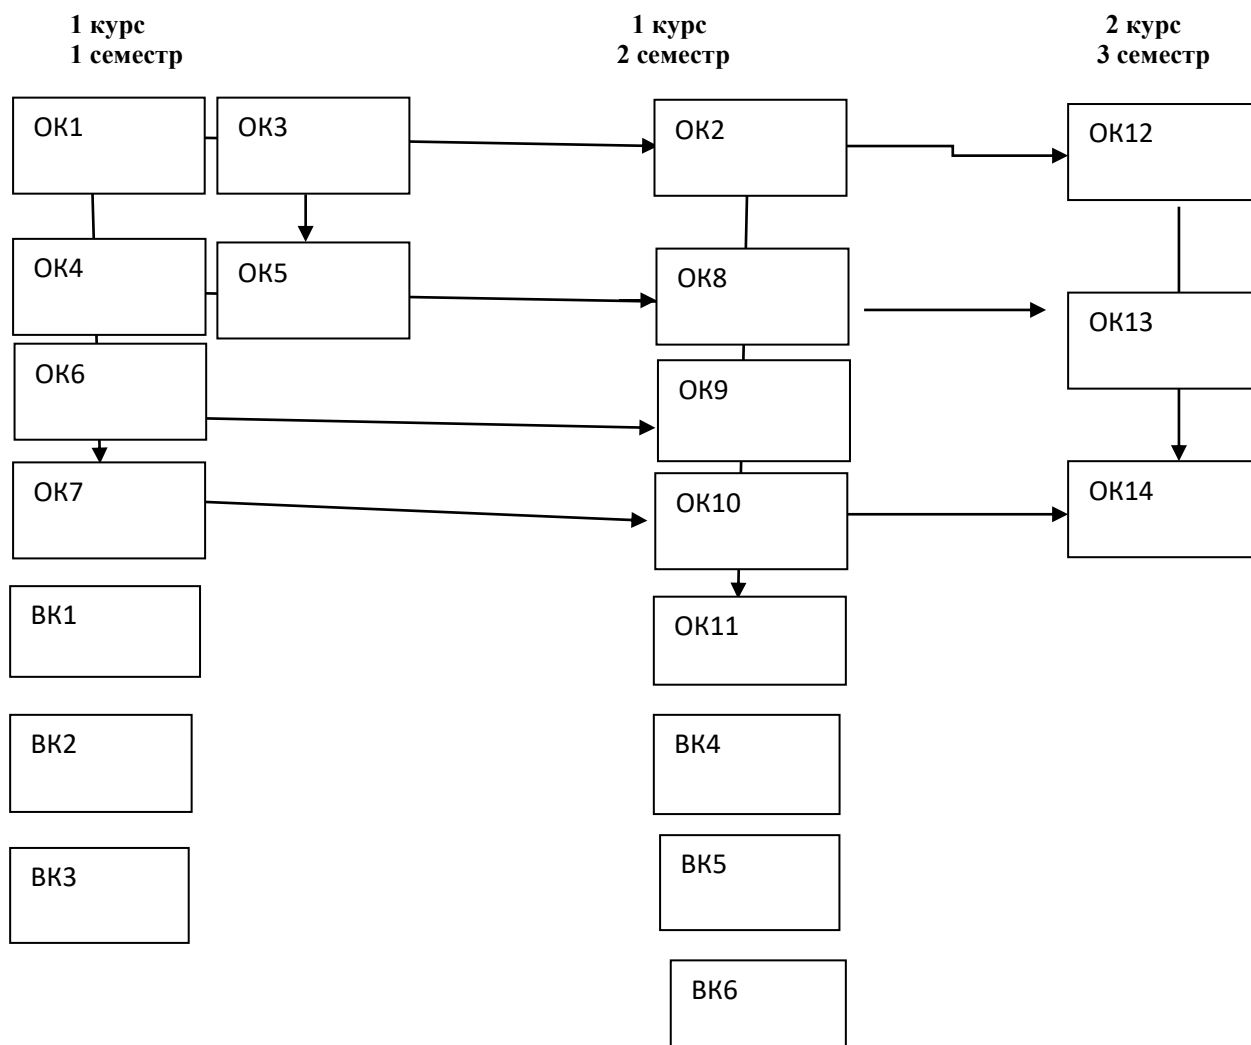 1 курс
1 семестр
1 курс
2 семестр
2 курс
3 семестр
ОК1
ОК3
ОК2
ОК12
ОК4
ОК5
ОК8
ОК13
ОК6
ОК9
ОК7
ОК10
ОК14
ВК1
ОК11
ВК2
ВК4
ВК3
ВК5
ВК6